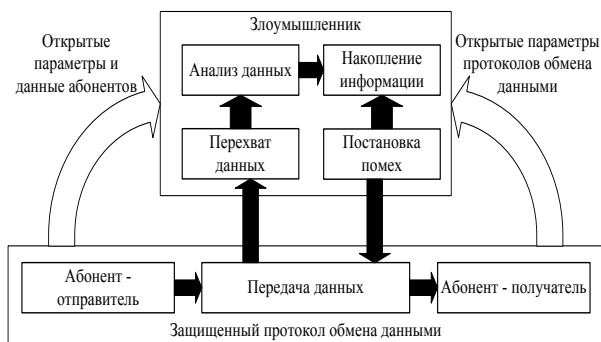 Злоумышленник
Открытые
параметры и
данные абонентов
Анализ данных
Накопление
информации
Открытые параметры
протоколов обмена
данными
Перехват
данных
Постановка
помех
Абонент -
отправитель
Передача данных
Абонент - получатель
Защищенный протокол обмена данными